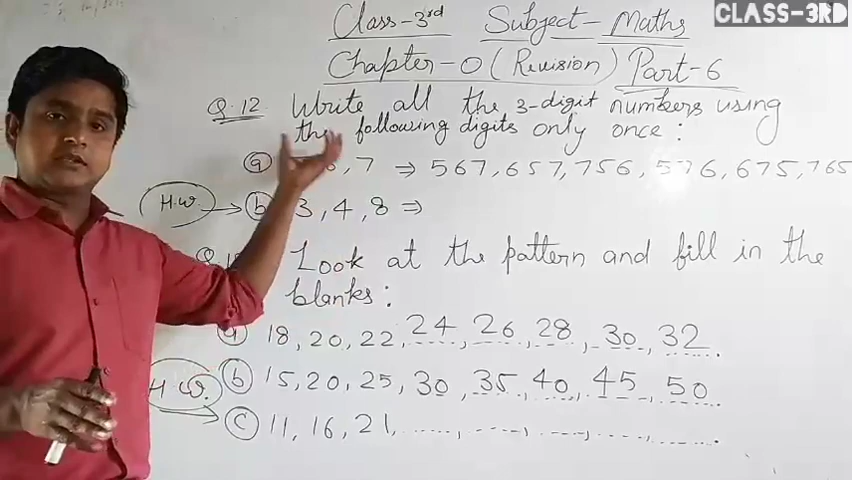 CLASS-3RD
Class-3rd Subject-Maths
Chapter-0 (Revision) Part-6
Q.12. Write all the 3-digit numbers using
the following digits only once:
(a) 6, 7 ⇒ 567, 657, 756, 576, 675, 765
H.W. → (b) 3, 4, 8 ⇒
Look at the pattern and fill in the
blanks:
(a) 18, 20, 22, 24, 26, 28, 30, 32.
(b) 15, 20, 25, 30, 35, 40, 45, 50.
H.W. → (c) 11, 16, 21, ......, ......, ......, ......, ......